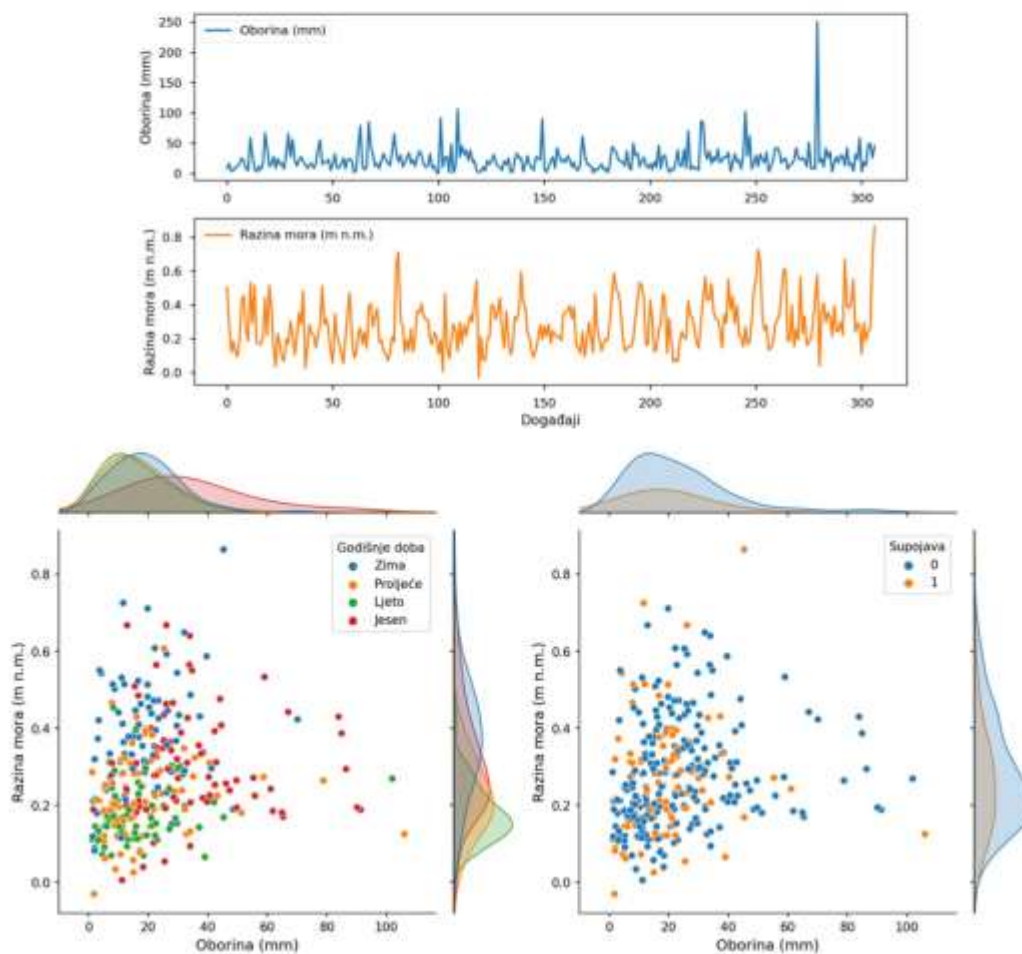 Oborina (mm)
Oborina (mm)
250
200
150
100
50
0
0 50 100 150 200 250 300
Razina mora (m n.m.)
Razina mora (m n.m.)
0.8
0.6
0.4
0.2
0.0
0 50 100 150 200 250 300
Događaji
Godišnje doba
Zima
Proljeće
Ljeto
Jesen
Razina mora (m n.m.)
0.8
0.6
0.4
0.2
0.0
0 20 40 60 80 100
Oborina (mm)
Supojava
0
1
Razina mora (m n.m.)
0.8
0.6
0.4
0.2
0.0
0 20 40 60 80 100
Oborina (mm)